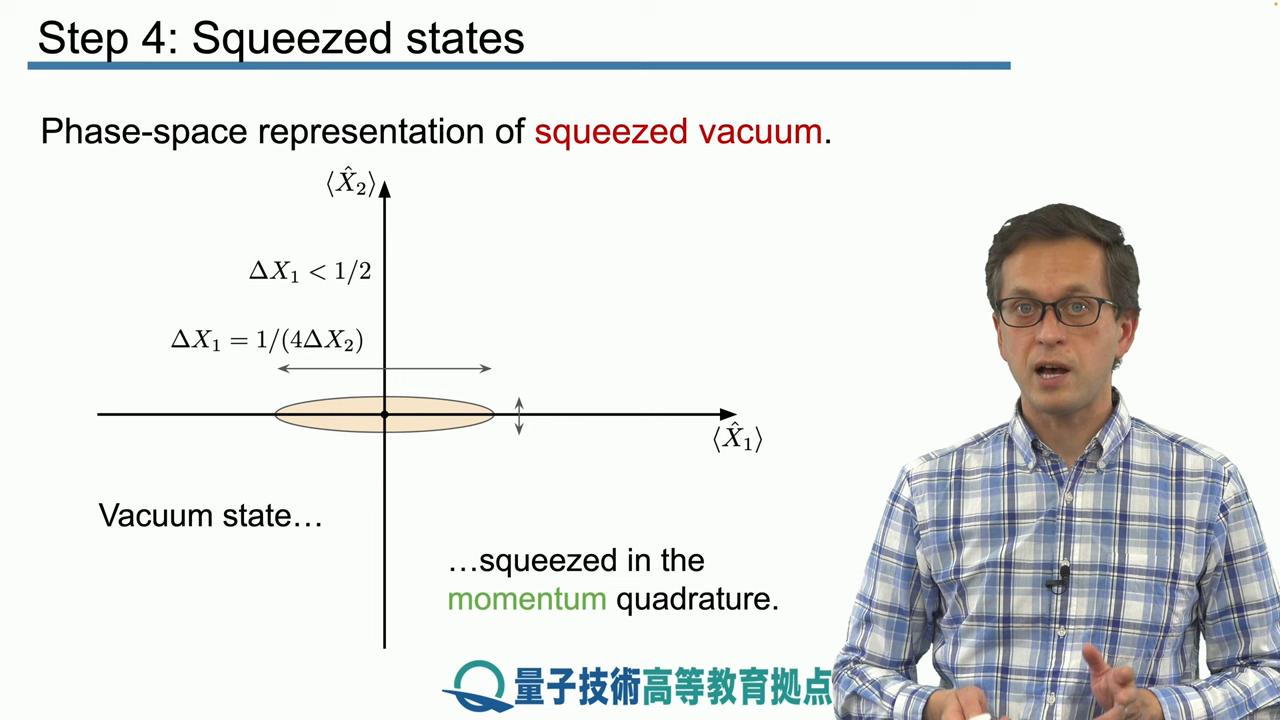 Step 4: Squeezed states
Phase-space representation of squeezed vacuum.
⟨X̂₂⟩
ΔX₁ < 1/2
ΔX₁ = 1/(4ΔX₂)
⟨X̂₁⟩
Vacuum state…
…squeezed in the
momentum quadrature.
量子技術高等教育拠点